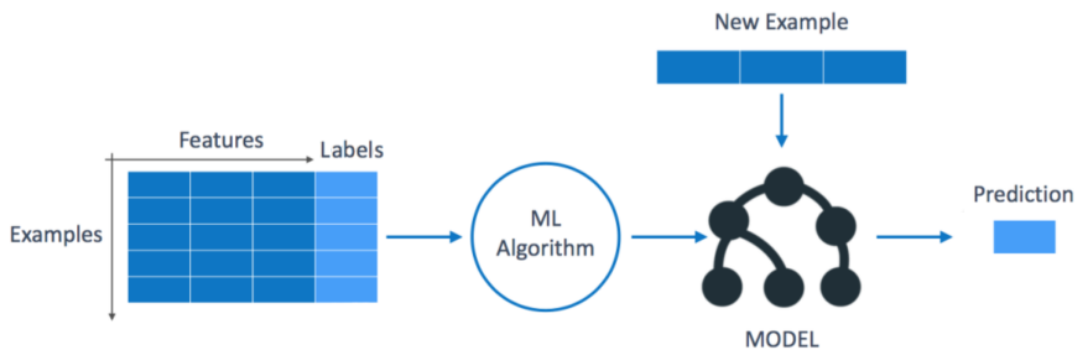 New Example
Features
Labels
Examples
ML
Algorithm
Prediction
MODEL